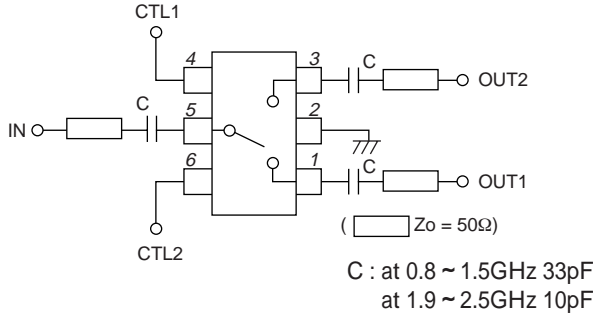 CTL1
4
3
C
OUT2
C
5
2
IN
6
1
C
OUT1
CTL2
( Zo = 50Ω)
C : at 0.8 ~ 1.5GHz 33pF
at 1.9 ~ 2.5GHz 10pF